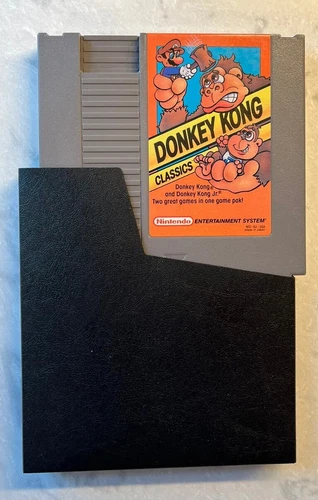 DONKEY KONG
CLASSICS
Donkey Kong®
and Donkey Kong Jr.®
Two great games in one game pak!
Nintendo ENTERTAINMENT SYSTEM®